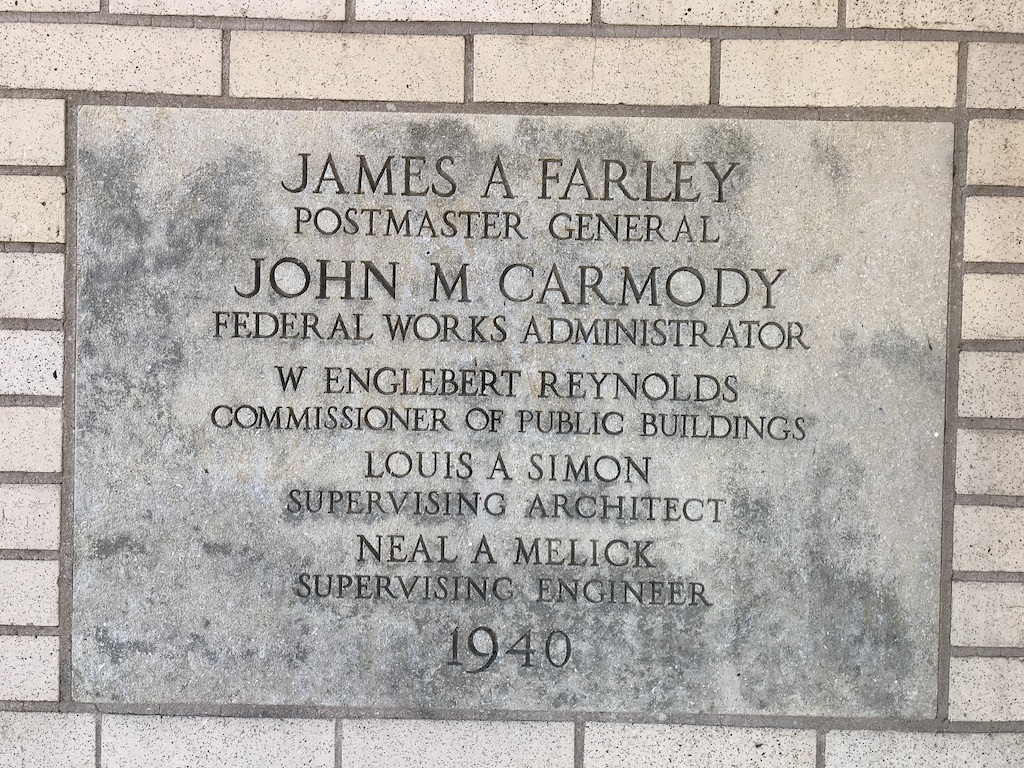 JAMES A FARLEY
POSTMASTER GENERAL
JOHN M CARMODY
FEDERAL WORKS ADMINISTRATOR
W ENGLEBERT REYNOLDS
COMMISSIONER OF PUBLIC BUILDINGS
LOUIS A SIMON
SUPERVISING ARCHITECT
NEAL A MELICK
SUPERVISING ENGINEER
1940